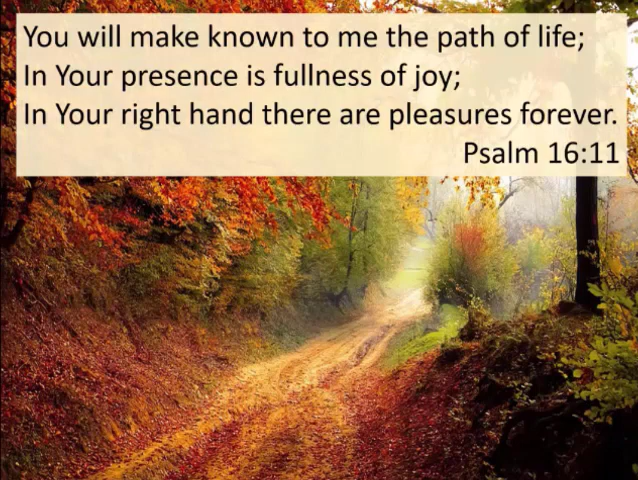 You will make known to me the path of life;
In Your presence is fullness of joy;
In Your right hand there are pleasures forever.
Psalm 16:11